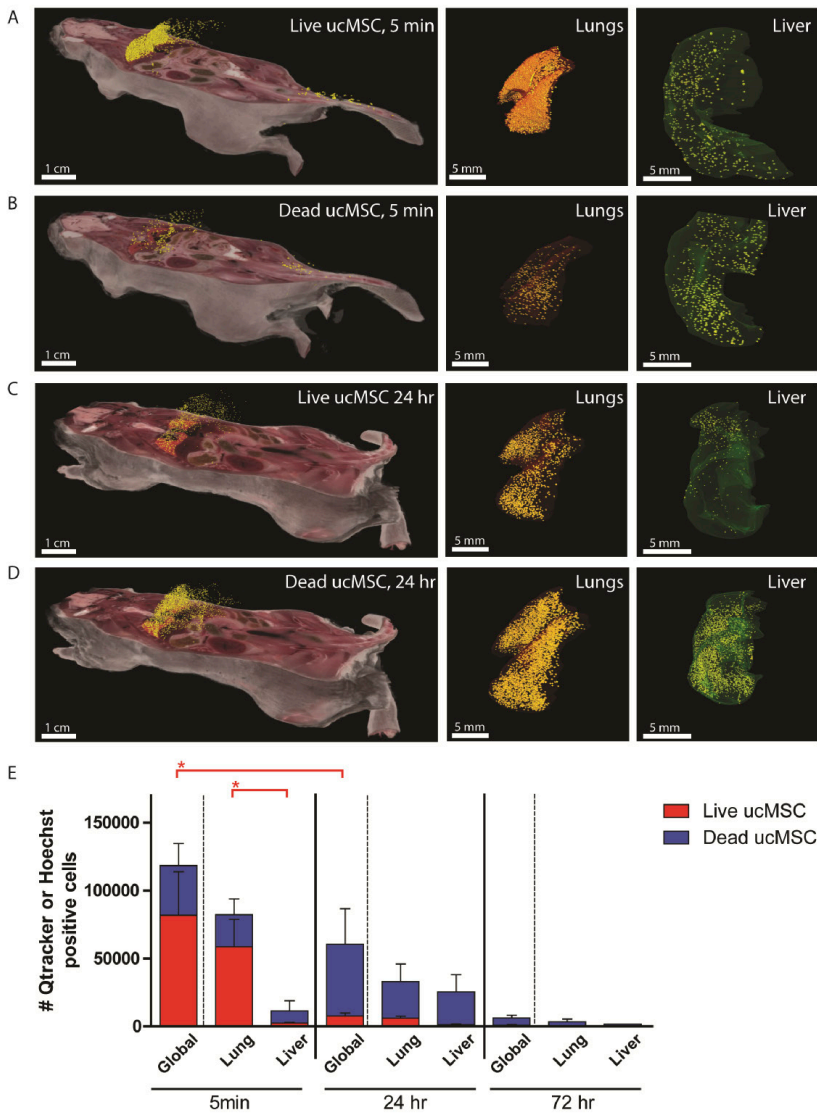 A
Live ucMSC, 5 min
Lungs
Liver
1 cm
5 mm
5 mm
B
Dead ucMSC, 5 min
Lungs
Liver
1 cm
5 mm
5 mm
C
Live ucMSC 24 hr
Lungs
Liver
1 cm
5 mm
5 mm
D
Dead ucMSC, 24 hr
Lungs
Liver
1 cm
5 mm
5 mm
E
*
*
# Qtracker or Hoechst
positive cells
150000
100000
50000
0
Live ucMSC
Dead ucMSC
Global
Lung
Liver
Global
Lung
Liver
Global
Lung
Liver
5min
24 hr
72 hr